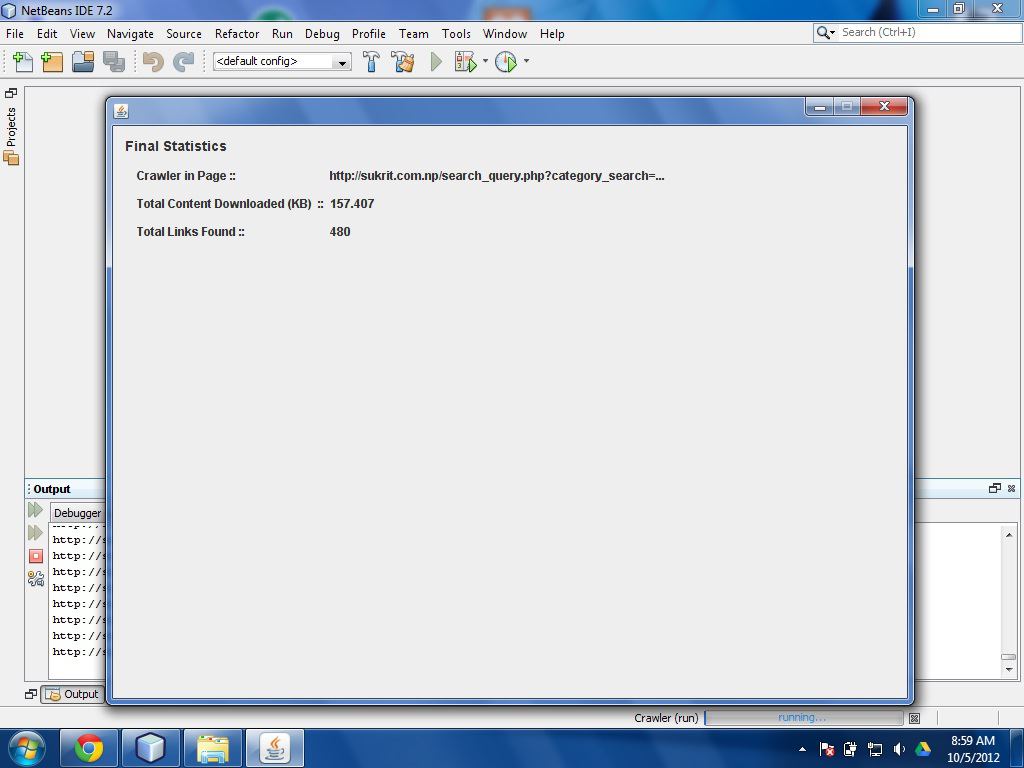 NetBeans IDE 7.2
File Edit View Navigate Source Refactor Run Debug Profile Team Tools Window Help
Search (Ctrl+I)
<default config>
Projects
Final Statistics
Crawler in Page :: http://sukrit.com.np/search_query.php?category_search=...
Total Content Downloaded (KB) :: 157.407
Total Links Found :: 480
Output
Debugger
http://s
http://s
http://s
http://s
http://s
http://s
http://s
http://s
Output
Crawler (run) running...
8:59 AM
10/5/2012